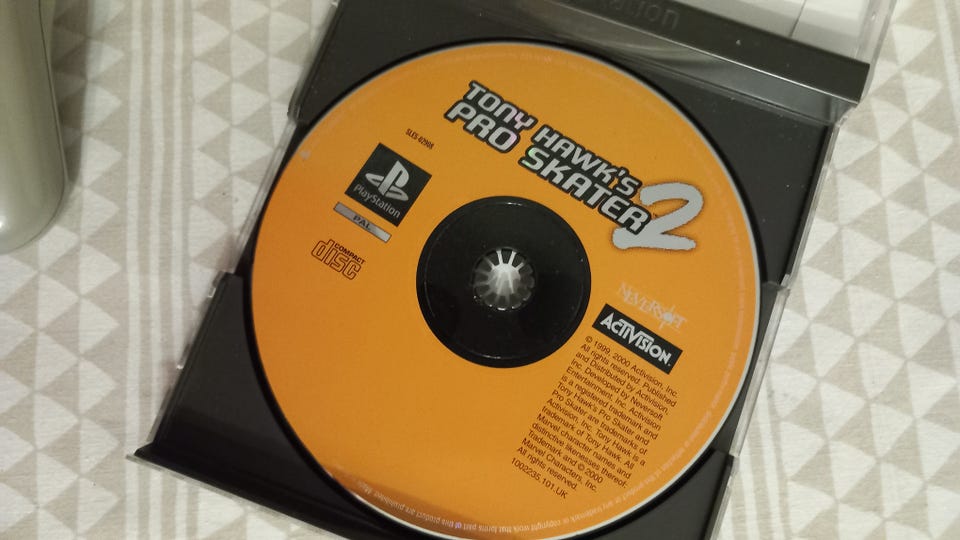 TONY HAWK'S
PRO SKATER 2
SLES-02908
PlayStation
PAL
COMPACT
disc
NEVERSOFT
ACTIVISION.
© 1999, 2000 Activision, Inc.
All rights reserved. Published
and Distributed by Activision,
Inc. Developed by Neversoft
Entertainment, Inc. Activision
is a registered trademark and
Pro Skater are trademarks of
Activision, Inc. Tony Hawk is a
trademark of Tony Hawk. All
Marvel character names and
distinctive likenesses thereof:
Trademark and © 2000
Marvel Characters, Inc.
All rights reserved.
1002235.101.UK